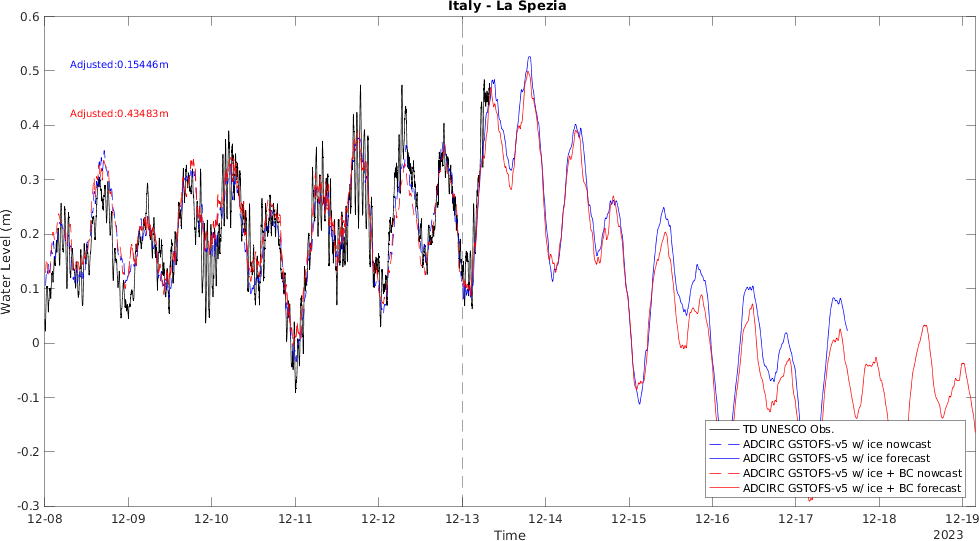 Italy - La Spezia
0.6
0.5
0.4
0.3
0.2
0.1
0
-0.1
-0.2
-0.3
Water Level (m)
Adjusted:0.15446m
Adjusted:0.43483m
TD UNESCO Obs.
ADCIRC GSTOFS-v5 w/ ice nowcast
ADCIRC GSTOFS-v5 w/ ice forecast
ADCIRC GSTOFS-v5 w/ ice + BC nowcast
ADCIRC GSTOFS-v5 w/ ice + BC forecast
12-08 12-09 12-10 12-11 12-12 12-13 12-14 12-15 12-16 12-17 12-18 12-19
Time
2023